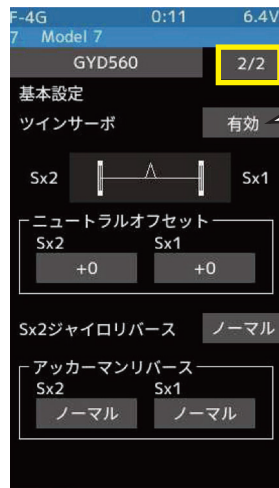 F-4G 0:11 6.4V
7 Model 7
GYD560 2/2
基本設定
ツインサーボ 有効
Sx2 Sx1
ニュートラルオフセット
Sx2 Sx1
+0 +0
Sx2ジャイロリバース ノーマル
アッカーマンリバース
Sx2 Sx1
ノーマル ノーマル